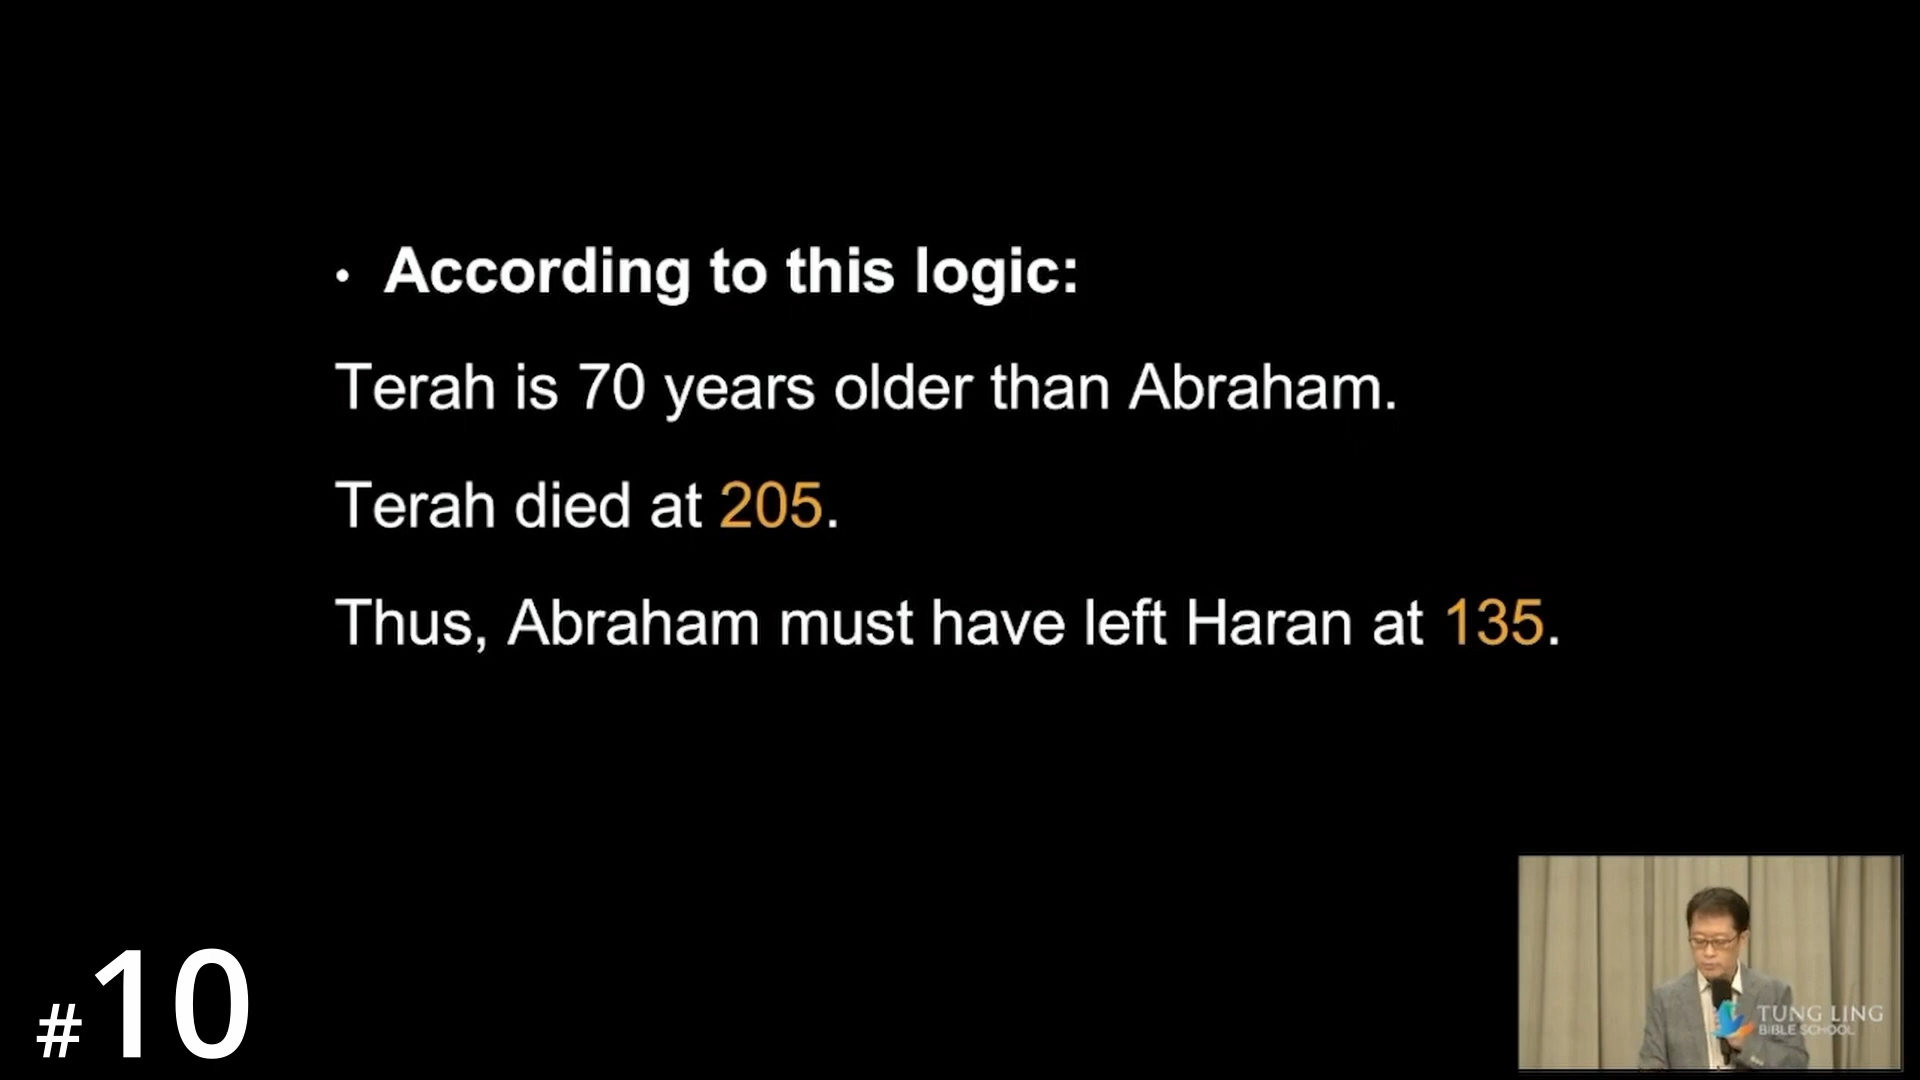 • According to this logic:
Terah is 70 years older than Abraham.
Terah died at 205.
Thus, Abraham must have left Haran at 135.
#10
TUNG LING
BIBLE SCHOOL